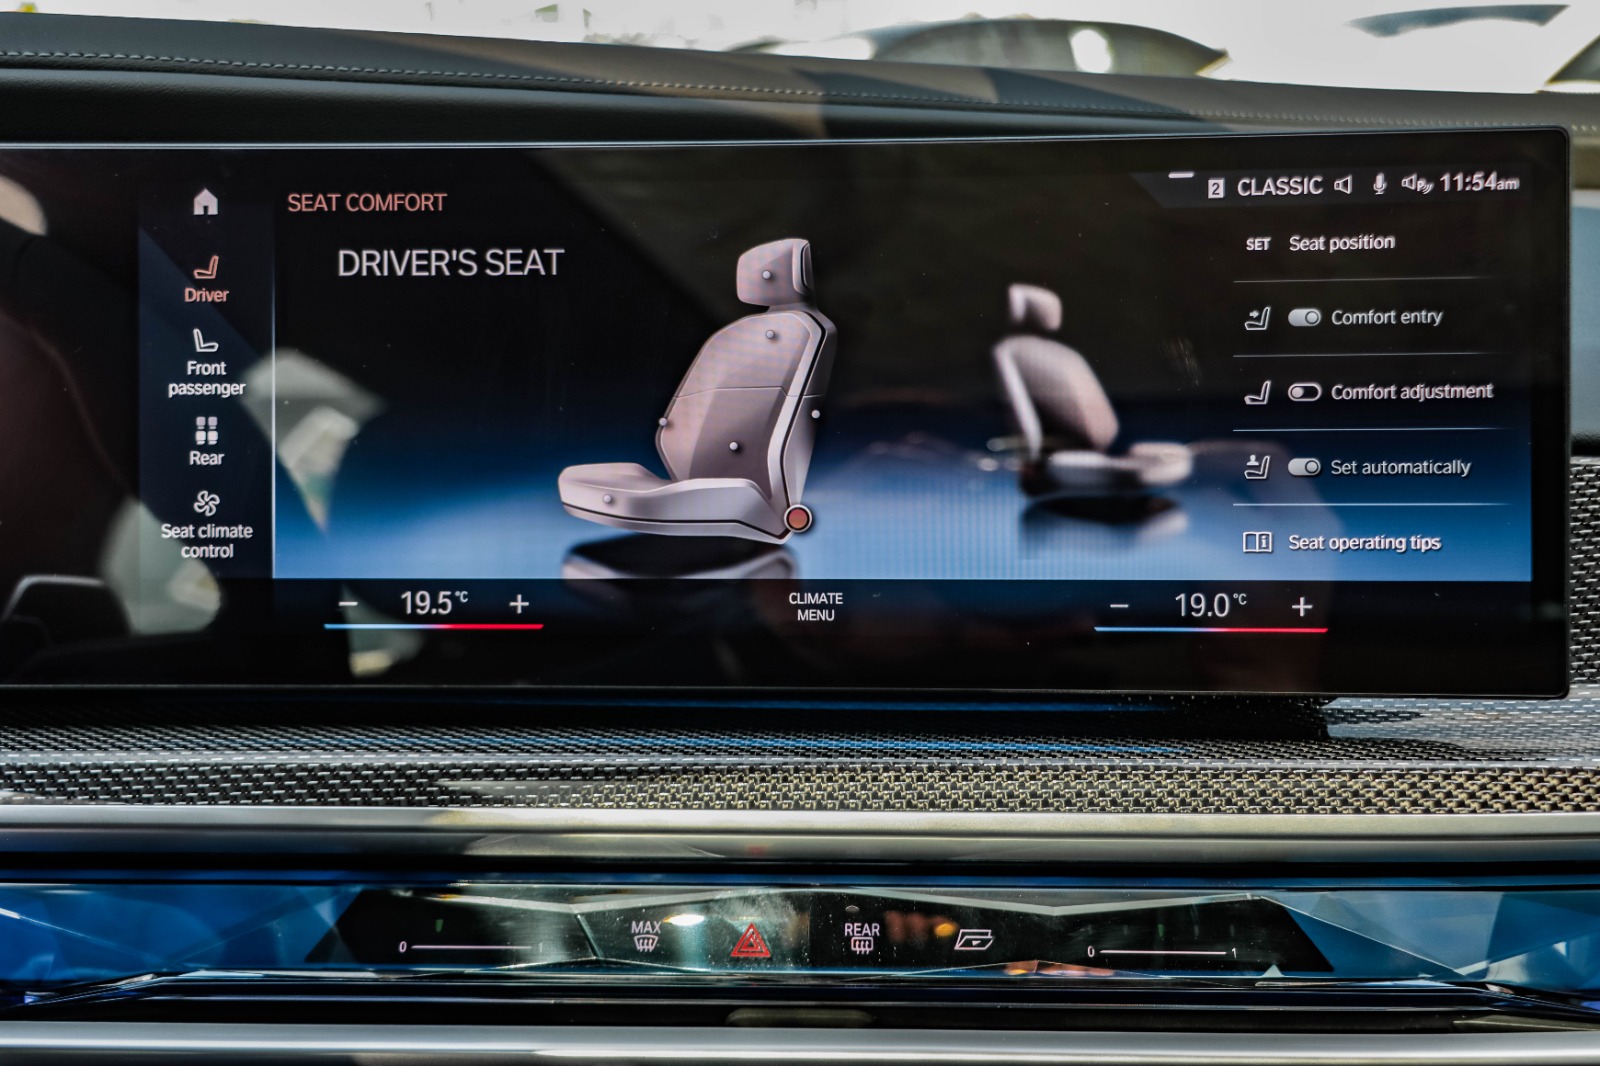 SEAT COMFORT
2 CLASSIC 11:54am
DRIVER'S SEAT
Driver
Front
passenger
Rear
Seat climate
control
SET Seat position
Comfort entry
Comfort adjustment
Set automatically
Seat operating tips
− 19.5°C +
CLIMATE
MENU
− 19.0°C +
0 1
MAX
REAR
0 1